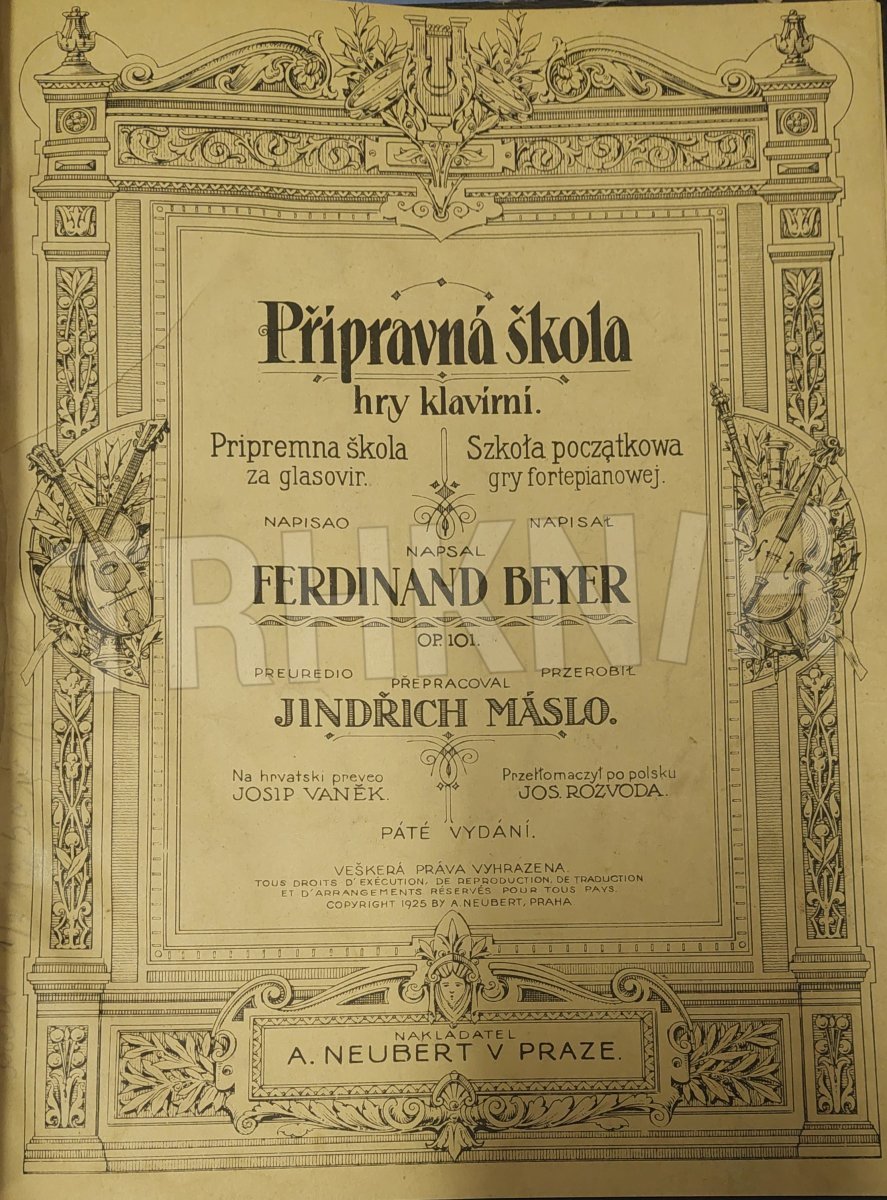 Přípravná škola
hry klavírní.
Pripremna škola
za glasovir.
Szkoła początkowa
gry fortepianowej.
NAPISAO
NAPISAŁ
NAPSAL
FERDINAND BEYER
OP. 101.
PREUREDIO
PRZEROBIŁ
PŘEPRACOVAL
JINDŘICH MÁSLO.
Na hrvatski preveo
JOSIP VANĚK.
Przetłomaczył po polsku
JOS. ROZVODA.
PÁTÉ VYDÁNÍ.
VEŠKERÁ PRÁVA VYHRAZENA.
TOUS DROITS D'EXÉCUTION, DE REPRODUCTION, DE TRADUCTION
ET D'ARRANGEMENTS RÉSERVÉS POUR TOUS PAYS.
COPYRIGHT 1925 BY A. NEUBERT, PRAHA
NAKLADATEL
A. NEUBERT V PRAZE.